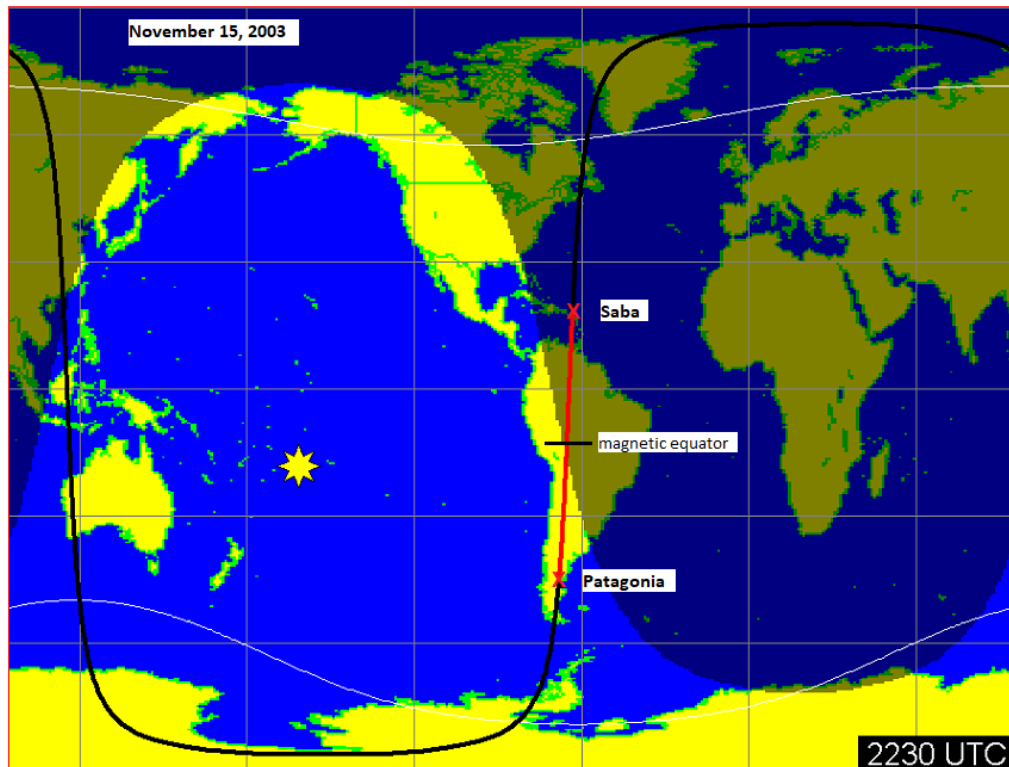 November 15, 2003
Saba
magnetic equator
Patagonia
2230 UTC